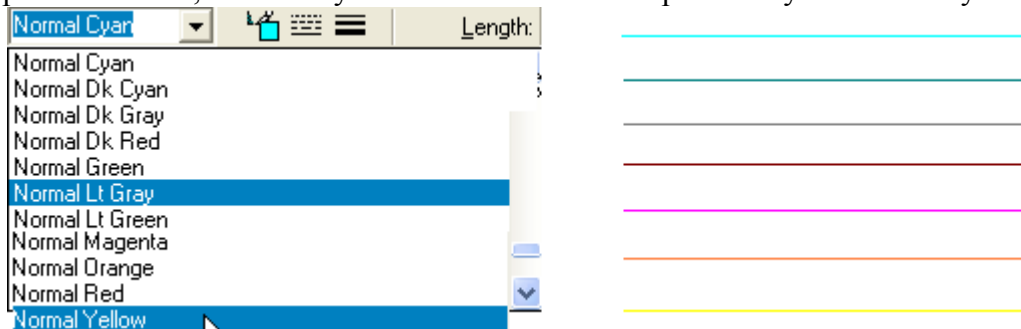 Normal Cyan Length:
Normal Cyan
Normal Dk Cyan
Normal Dk Gray
Normal Dk Red
Normal Green
Normal Lt Gray
Normal Lt Green
Normal Magenta
Normal Orange
Normal Red
Normal Yellow